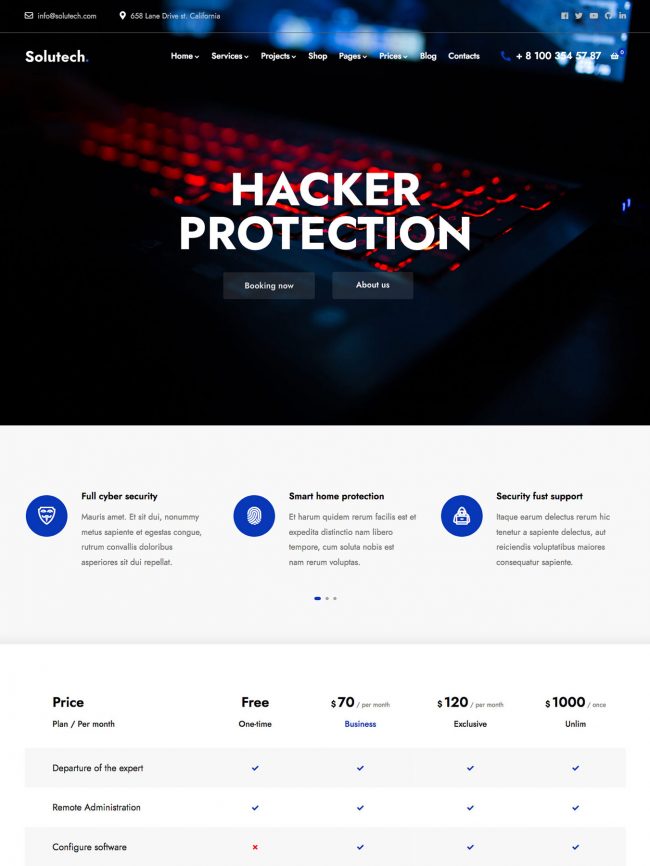 info@solutech.com 658 Lane Drive st. California
Solutech.
Home Services Projects Shop Pages Prices Blog Contacts + 8 100 354 57 87 0
HACKER
PROTECTION
Booking now About us
Full cyber security
Mauris amet. Et sit dui, nonummy
metus sapiente et egestas congue,
rutrum convallis doloribus
asperiores sit dui repellat.
Smart home protection
Et harum quidem rerum facilis est et
expedita distinctio nam libero
tempore, cum soluta nobis est
nam rerum voluptas.
Security fust support
Itaque earum delectus rerum hic
tenetur a sapiente delectus, aut
reiciendis voluptatibus maiores
consequatur sapiente.
Price Free $70 / per month $120 / per month $1000 / once
Plan / Per month One-time Business Exclusive Unlim
Departure of the expert
Remote Administration
Configure software